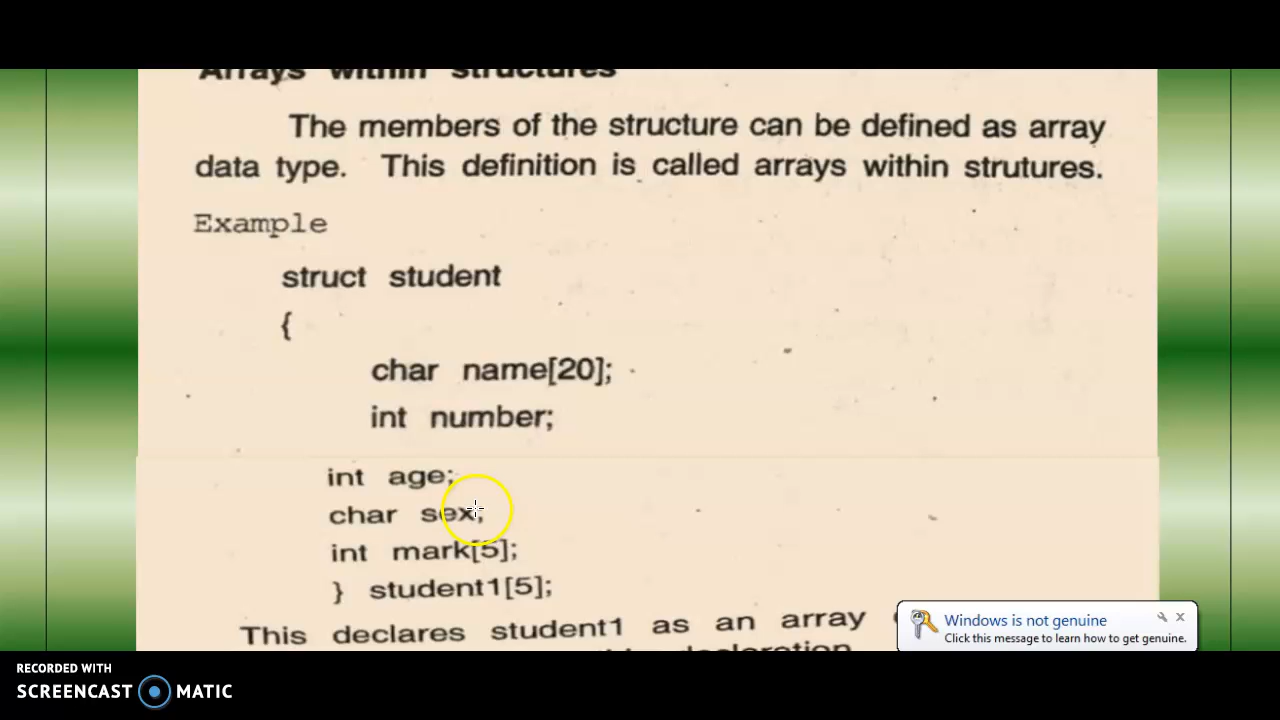 Arrays within structures
The members of the structure can be defined as array
data type. This definition is called arrays within strutures.
Example
struct student
{
char name[20];
int number;
int age;
char sex;
int mark[5];
} student1[5];
This declares student1 as an array
Windows is not genuine
Click this message to learn how to get genuine.
RECORDED WITH
SCREENCAST MATIC